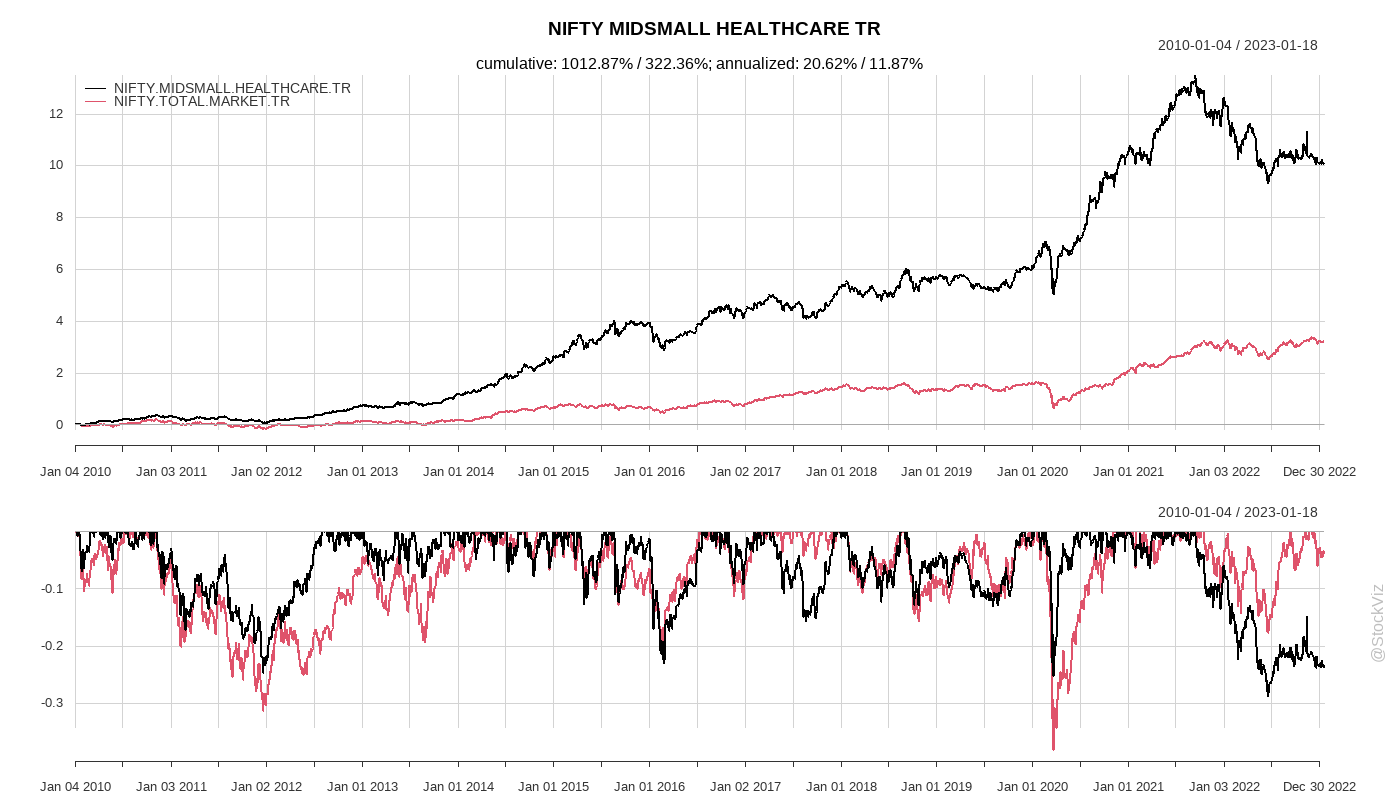 NIFTY MIDSMALL HEALTHCARE TR
2010-01-04 / 2023-01-18
cumulative: 1012.87% / 322.36%; annualized: 20.62% / 11.87%
NIFTY.MIDSMALL.HEALTHCARE.TR
NIFTY.TOTAL.MARKET.TR
12
10
8
6
4
2
0
Jan 04 2010 Jan 03 2011 Jan 02 2012 Jan 01 2013 Jan 01 2014 Jan 01 2015 Jan 01 2016 Jan 02 2017 Jan 01 2018 Jan 01 2019 Jan 01 2020 Jan 01 2021 Jan 03 2022 Dec 30 2022
2010-01-04 / 2023-01-18
-0.1
-0.2
-0.3
@StockViz
Jan 04 2010 Jan 03 2011 Jan 02 2012 Jan 01 2013 Jan 01 2014 Jan 01 2015 Jan 01 2016 Jan 02 2017 Jan 01 2018 Jan 01 2019 Jan 01 2020 Jan 01 2021 Jan 03 2022 Dec 30 2022